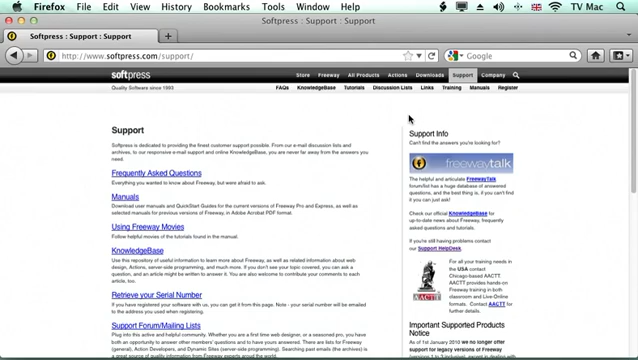 Firefox File Edit View History Bookmarks Tools Window Help TV Mac
Softpress : Support : Support
Softpress : Support : Support
http://www.softpress.com/support/
Google
softpress Store Freeway All Products Actions Downloads Support Company
Quality Software since 1993 FAQs KnowledgeBase Tutorials Discussion Lists Links Training Manuals Register
Support
Softpress is dedicated to providing the finest customer support possible. From our e-mail discussion lists and
archives, to our responsive e-mail support and online KnowledgeBase, you are never far away from the answers you
need.
Frequently Asked Questions
Everything you wanted to know about Freeway, but were afraid to ask.
Manuals
Download user manuals and QuickStart Guides for the current versions of Freeway Pro and Express, as well as
selected manuals for previous versions of Freeway, in Adobe Acrobat PDF format.
Using Freeway Movies
Follow helpful movies of the tutorials found in the manual.
KnowledgeBase
Use this repository of useful information to learn more about Freeway, as well as related information about web
design, Actions, server-side programming, and much more. If you don't see your topic covered, you can ask a
question, and an article might be written to answer it. You are also welcome to contribute your comments to each
article, too.
Retrieve your Serial Number
If you have registered your software with us, you can get it from this page. Note - your serial number will be
emailed to the address you used when registering.
Support Forum/Mailing Lists
Plug into this active and helpful community. Whether you are a first time web designer, or a seasoned pro, you have
both an opportunity to answer other members' questions and to have yours answered. There are lists for Freeway
(general), Action Developers, and Dynamic Sites (Server-side programming). Searching past emails (the archives) is
a great source of quality information from Freeway experts around the world.
Support Info
Can't find the answers you're looking for?
freewaytalk
The helpful and articulate FreewayTalk
forum/list has a huge database of answered
questions, and the best thing is, if you can't find
it you can just ask!
Check our official KnowledgeBase for
up-to-date news, frequently asked
questions and tutorials.
If you're still having problems
contact our Support HelpDesk.
For all your training needs in
the USA contact
Chicago-based AACTT
AACTT provides hands-
on Freeway training in
both classroom and
Live-Online formats.
Contact AACTT for
further details.
AACTT
Important Supported Products
Notice
As of 1st January 2010 we no longer offer
support for legacy versions of Freeway